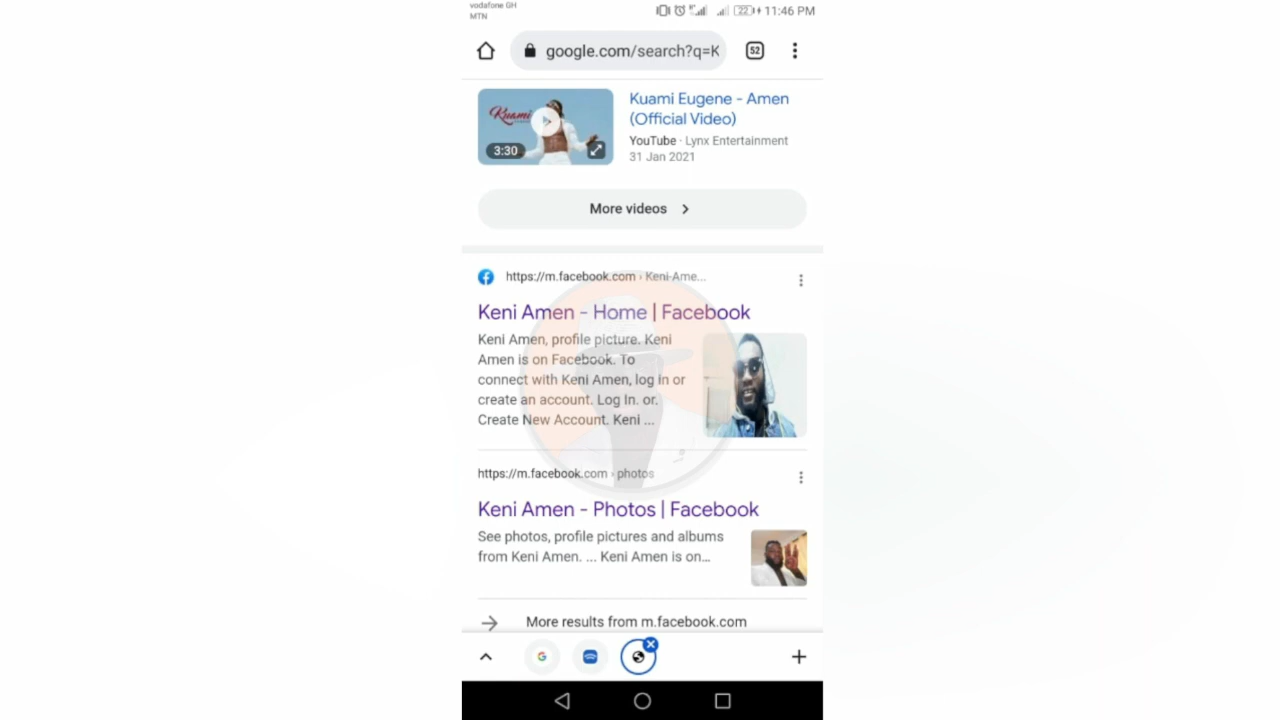 vodafone GH
MTN
22
11:46 PM
google.com/search?q=K
52
Kuami
3:30
Kuami Eugene - Amen
(Official Video)
YouTube · Lynx Entertainment
31 Jan 2021
More videos
https://m.facebook.com › Keni-Ame...
Keni Amen - Home | Facebook
Keni Amen, profile picture. Keni
Amen is on Facebook. To
connect with Keni Amen, log in or
create an account. Log In. or.
Create New Account. Keni ...
https://m.facebook.com › photos
Keni Amen - Photos | Facebook
See photos, profile pictures and albums
from Keni Amen. ... Keni Amen is on...
More results from m.facebook.com